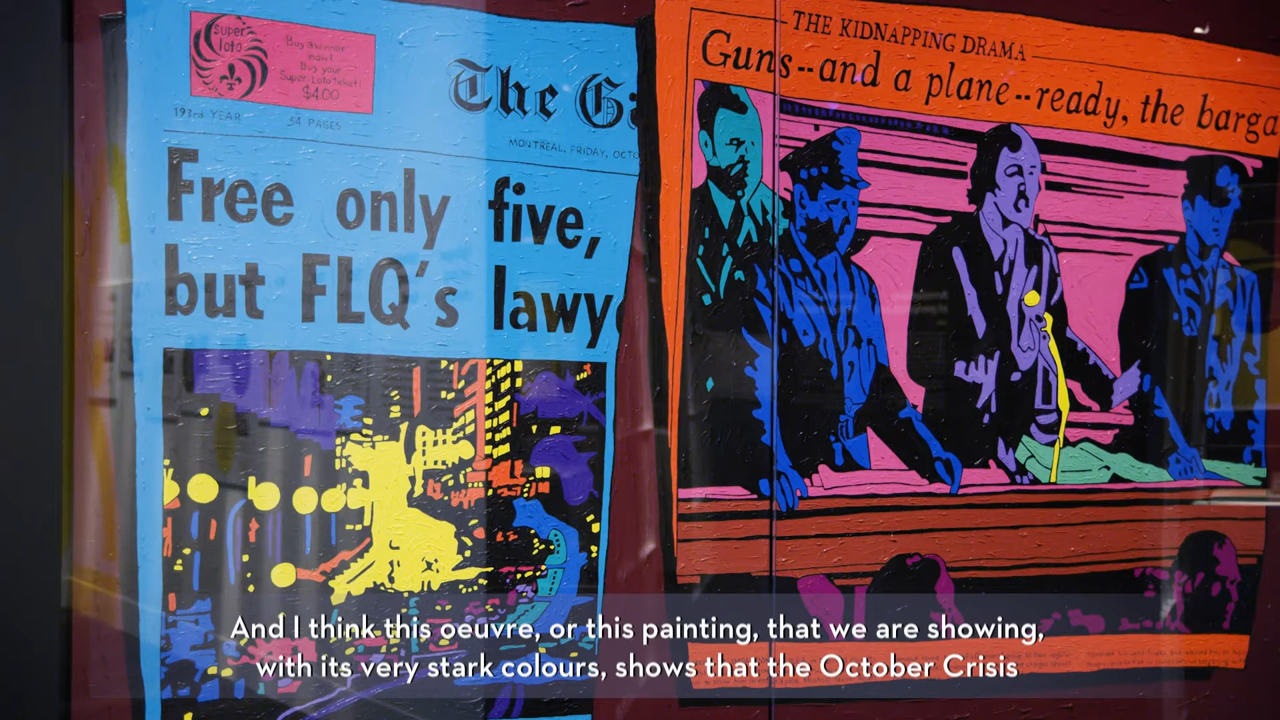 super
loto
Buy a winner
now!
Buy your
Super Loto ticket!
$4.00
193rd YEAR
54 PAGES
The Ga
MONTREAL, FRIDAY, OCTO
Free only five,
but FLQ's lawy
THE KIDNAPPING DRAMA
Guns--and a plane--ready, the barga
And I think this oeuvre, or this painting, that we are showing,
with its very stark colours, shows that the October Crisis